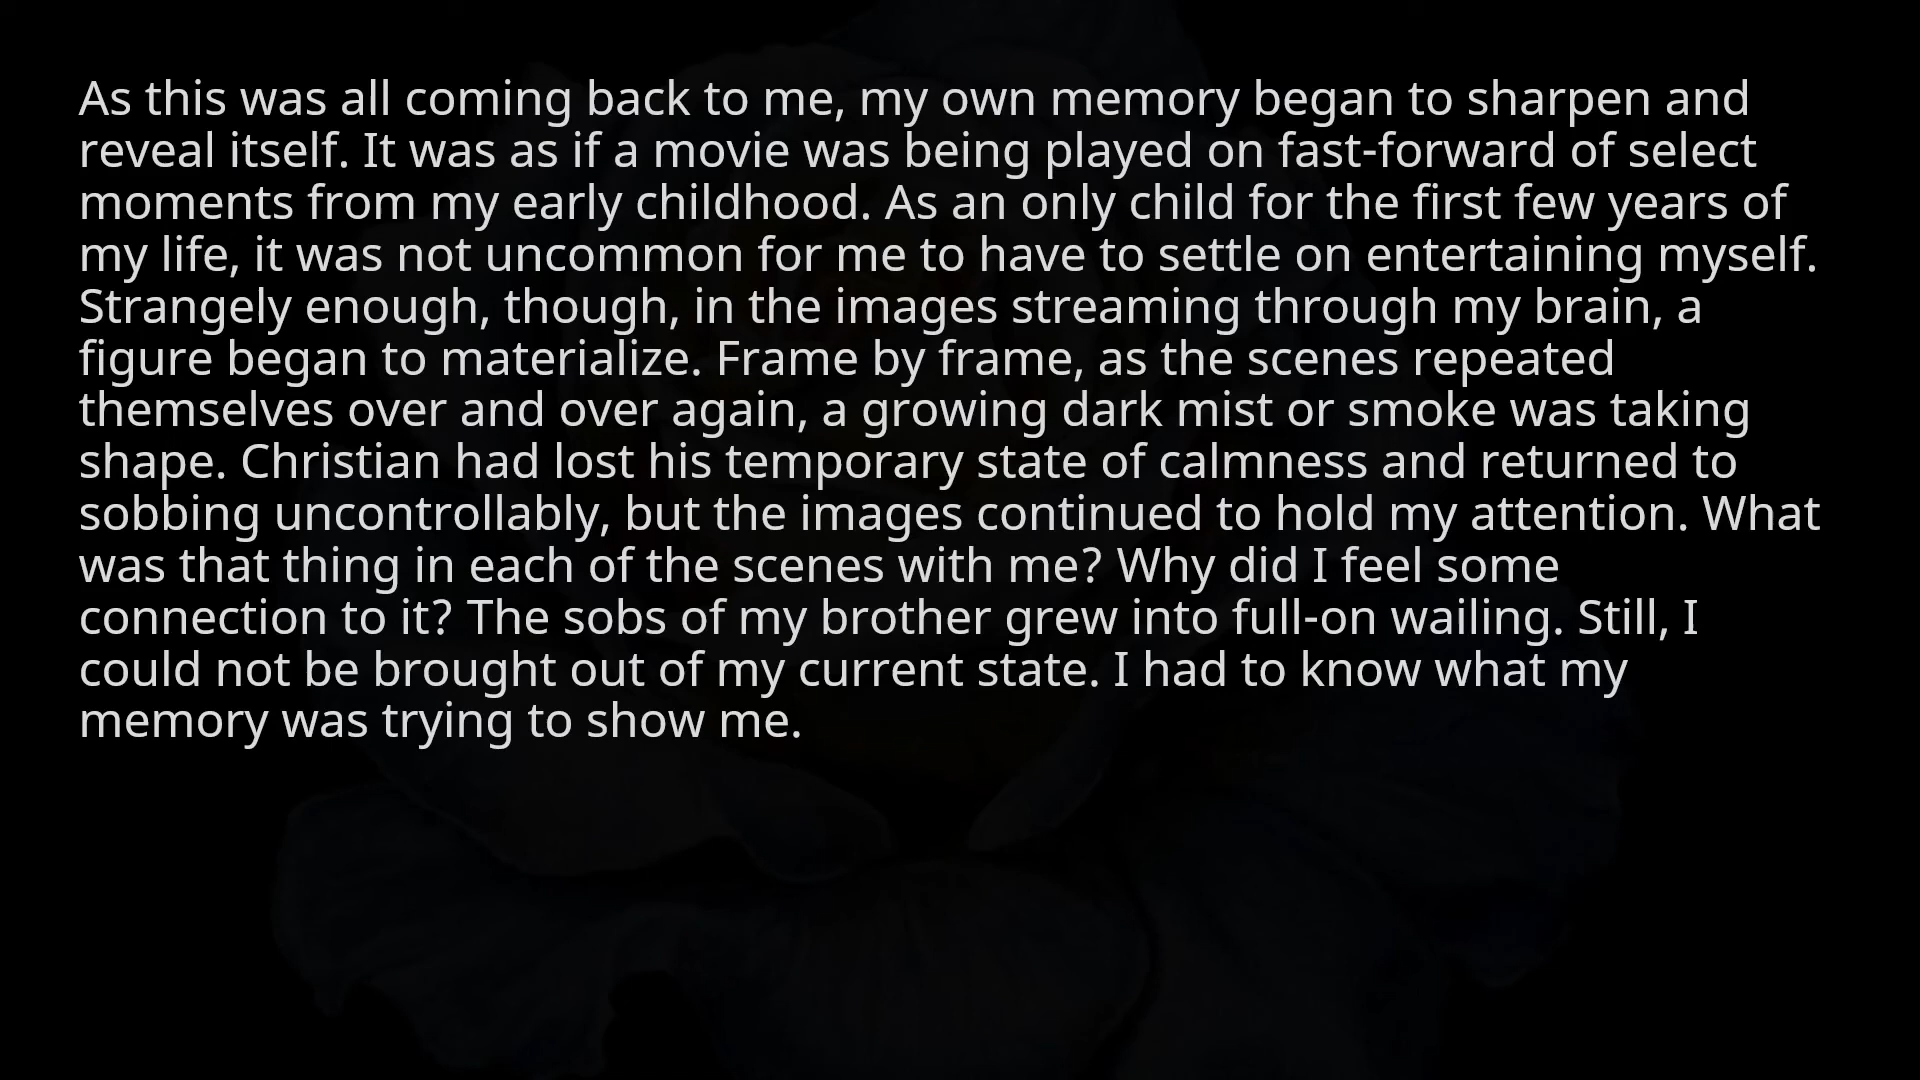 As this was all coming back to me, my own memory began to sharpen and
reveal itself. It was as if a movie was being played on fast-forward of select
moments from my early childhood. As an only child for the first few years of
my life, it was not uncommon for me to have to settle on entertaining myself.
Strangely enough, though, in the images streaming through my brain, a
figure began to materialize. Frame by frame, as the scenes repeated
themselves over and over again, a growing dark mist or smoke was taking
shape. Christian had lost his temporary state of calmness and returned to
sobbing uncontrollably, but the images continued to hold my attention. What
was that thing in each of the scenes with me? Why did I feel some
connection to it? The sobs of my brother grew into full-on wailing. Still, I
could not be brought out of my current state. I had to know what my
memory was trying to show me.